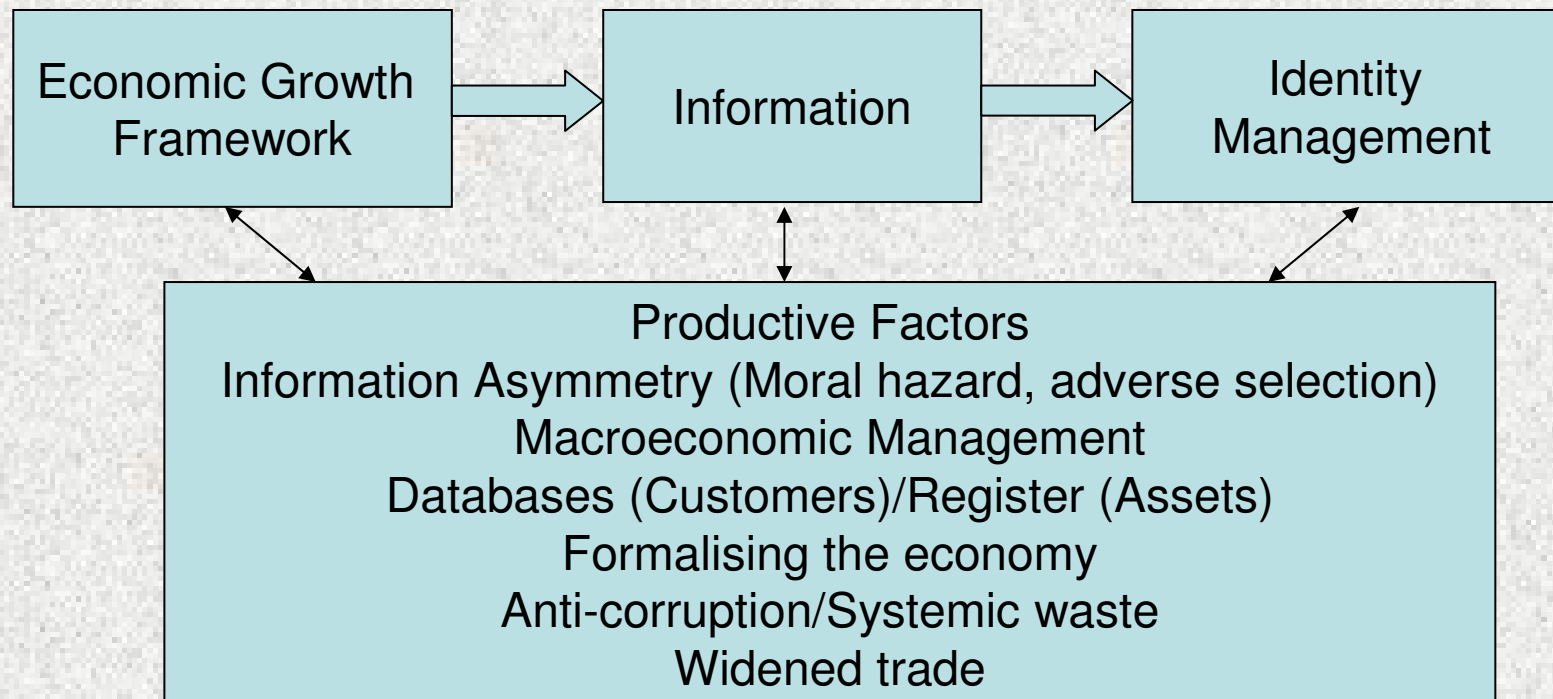 Economic Growth
Framework
Information
Identity
Management
Productive Factors
Information Asymmetry (Moral hazard, adverse selection)
Macroeconomic Management
Databases (Customers)/Register (Assets)
Formalising the economy
Anti-corruption/Systemic waste
Widened trade